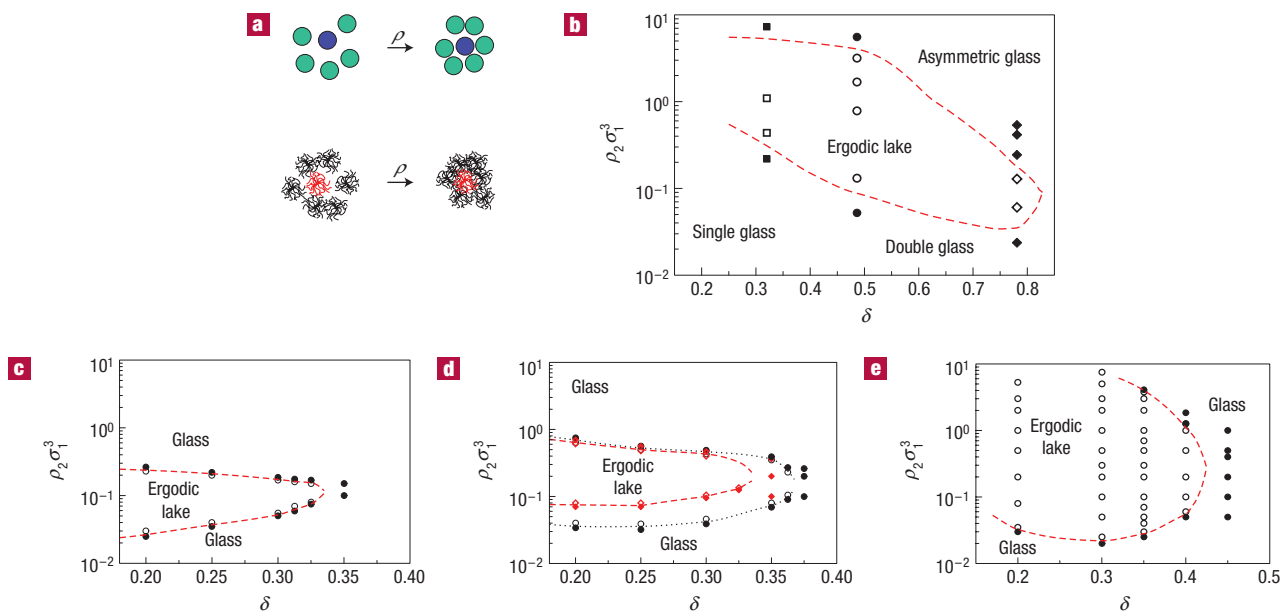 a
ρ
ρ
b
10¹
10⁰
10⁻¹
10⁻²
ρ₂σ₁³
Asymmetric glass
Ergodic lake
Single glass
Double glass
0.2 0.3 0.4 0.5 0.6 0.7 0.8
δ
c
10¹
10⁰
10⁻¹
10⁻²
ρ₂σ₁³
Glass
Ergodic
lake
Glass
0.20 0.25 0.30 0.35 0.40
δ
d
10¹
10⁰
10⁻¹
10⁻²
ρ₂σ₁³
Glass
Ergodic
lake
Glass
0.20 0.25 0.30 0.35 0.40
δ
e
10¹
10⁰
10⁻¹
10⁻²
ρ₂σ₁³
Ergodic
lake
Glass
Glass
0.2 0.3 0.4 0.5
δ